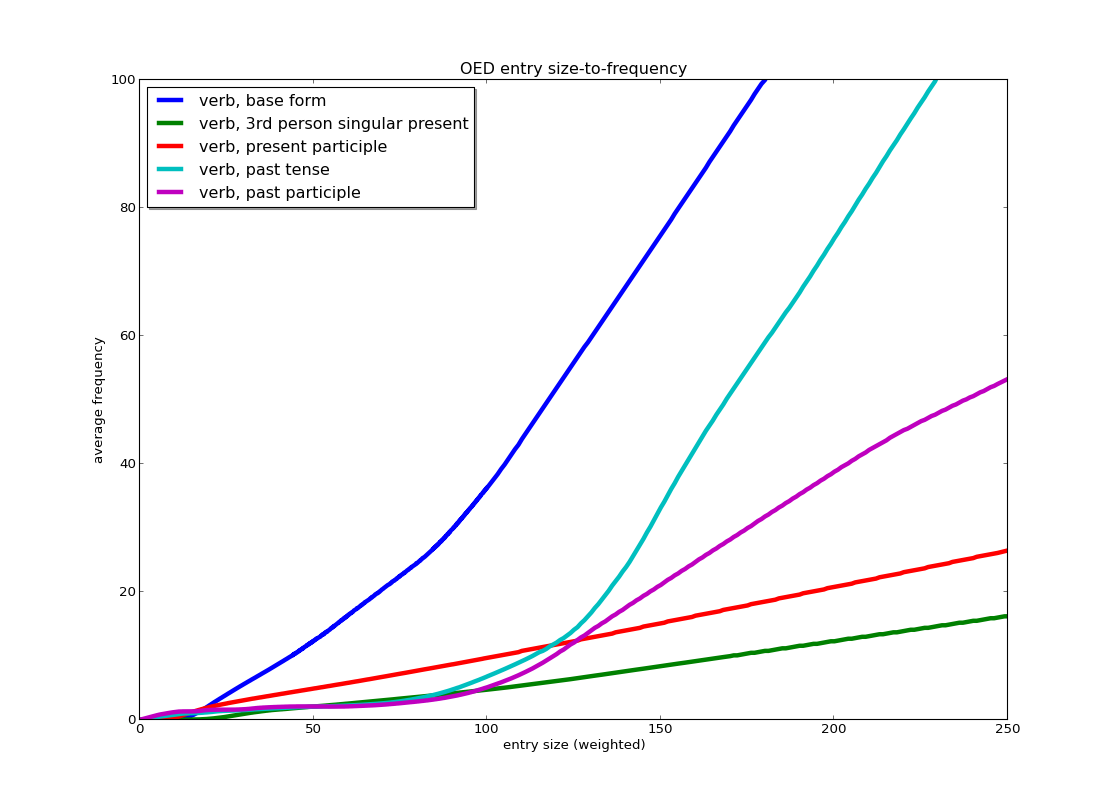 OED entry size-to-frequency
verb, base form
verb, 3rd person singular present
verb, present participle
verb, past tense
verb, past participle
100
80
60
40
20
0
average frequency
0 50 100 150 200 250
entry size (weighted)